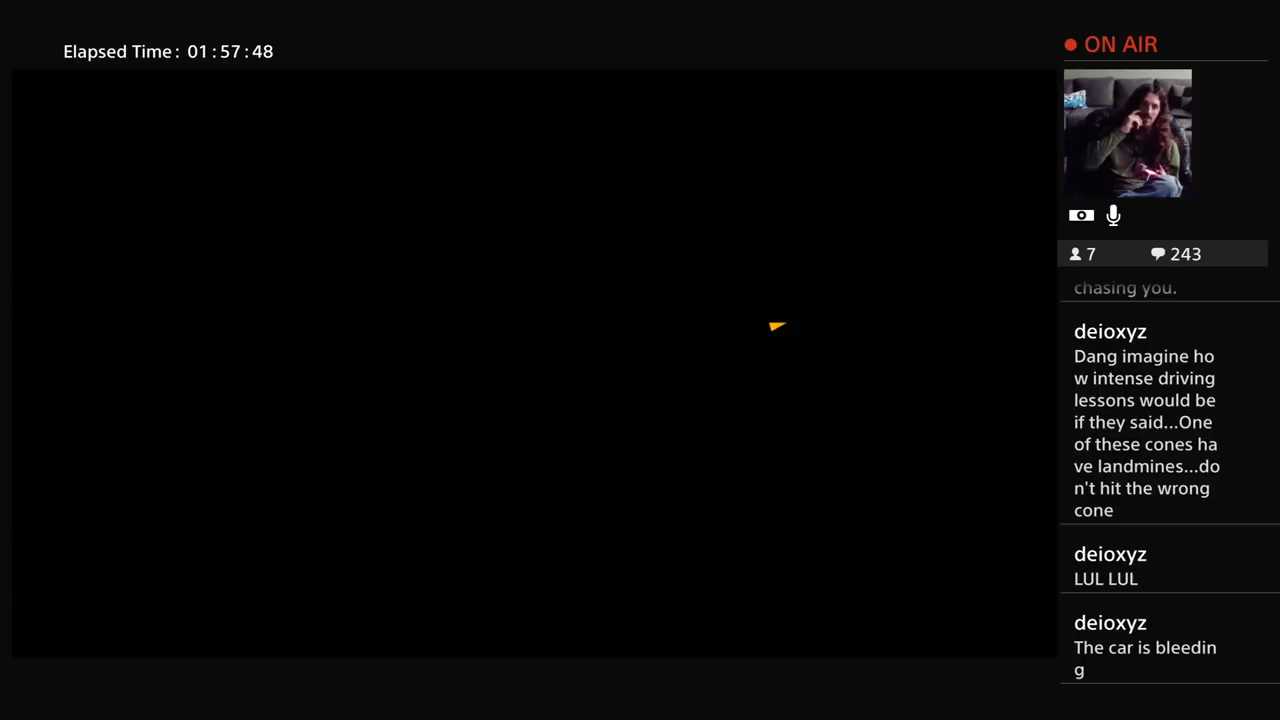 Elapsed Time: 01:57:48
ON AIR
7 243
chasing you.
deioxyz
Dang imagine ho
w intense driving
lessons would be
if they said...One
of these cones ha
ve landmines...do
n't hit the wrong
cone
deioxyz
LUL LUL
deioxyz
The car is bleedin
g